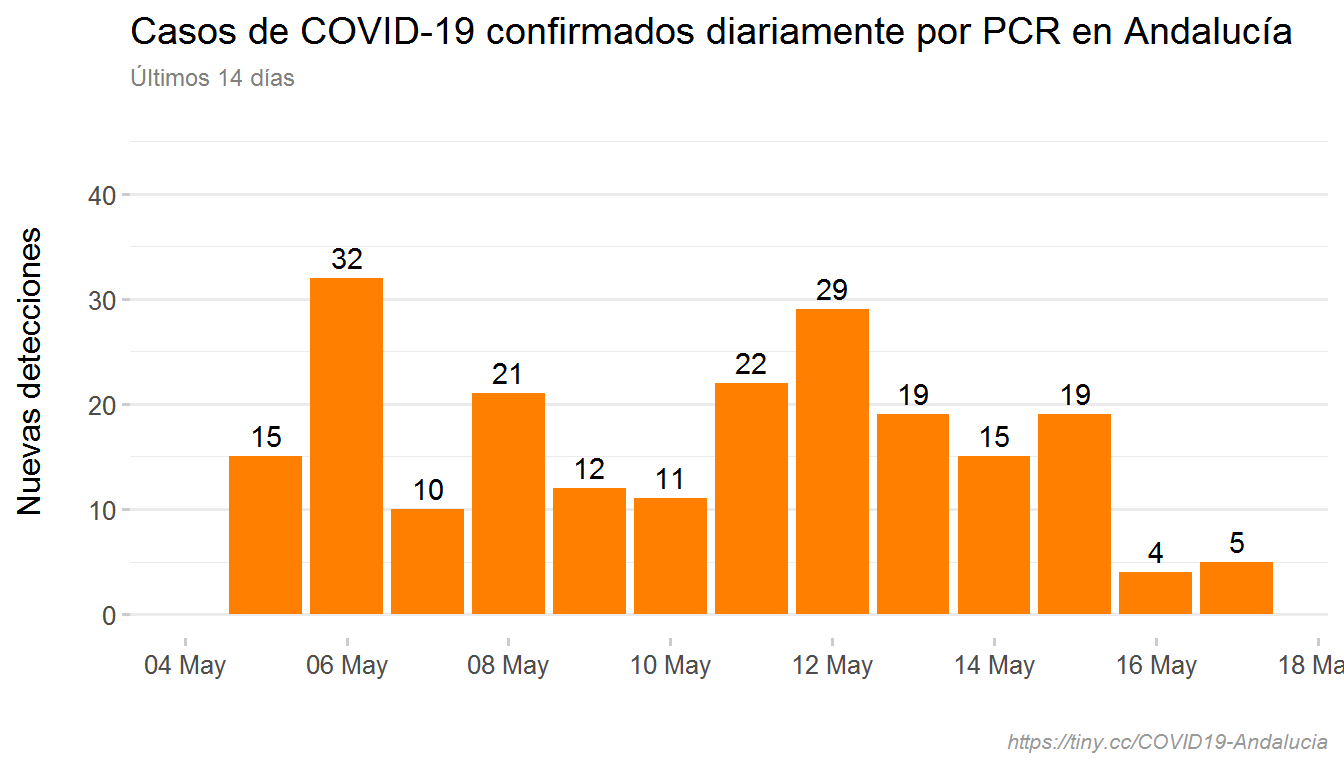 Casos de COVID-19 confirmados diariamente por PCR en Andalucía
Últimos 14 días
Nuevas detecciones
40
30
20
10
0
15
32
10
21
12
11
22
29
19
15
19
4
5
04 May
06 May
08 May
10 May
12 May
14 May
16 May
18 Ma
https://tiny.cc/COVID19-Andalucia